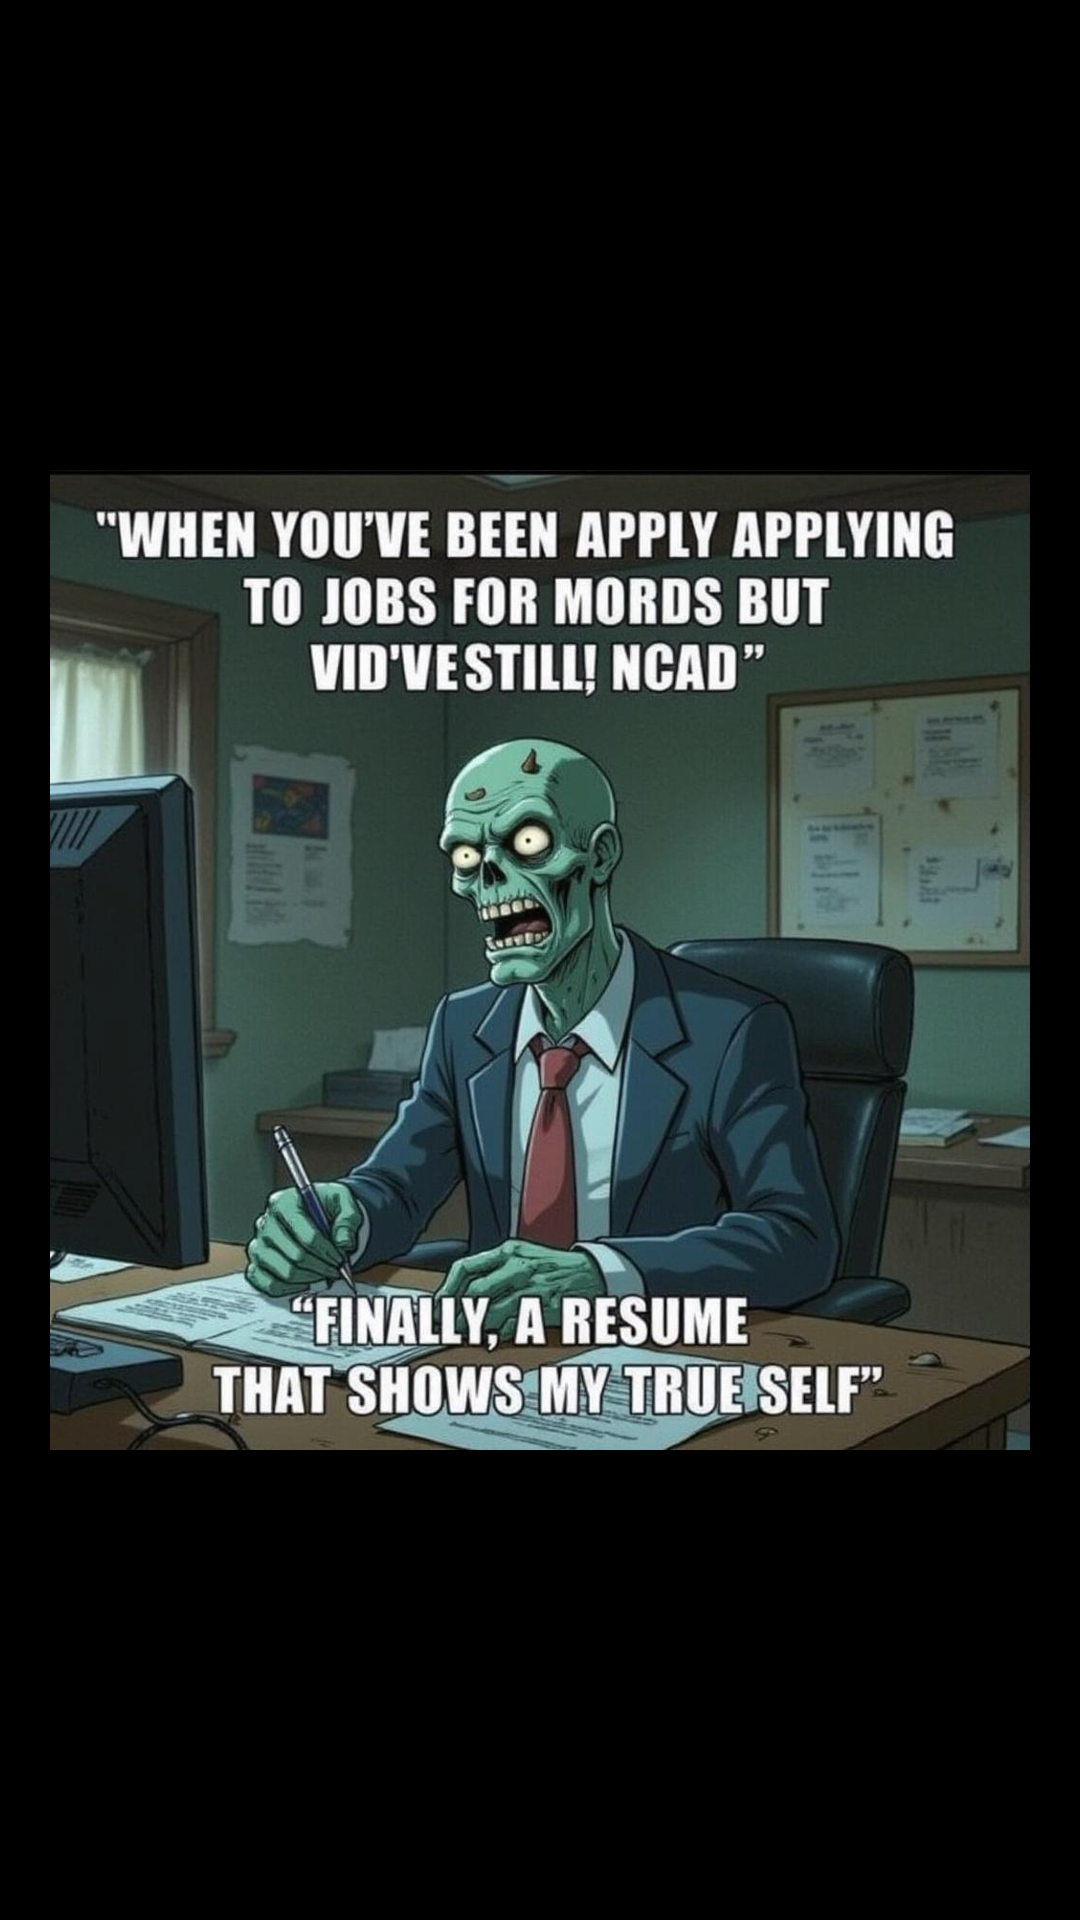 "WHEN YOU'VE BEEN APPLY APPLYING
TO JOBS FOR MORDS BUT
VID'VESTILL! NCAD”
“FINALLY, A RESUME
THAT SHOWS MY TRUE SELF”